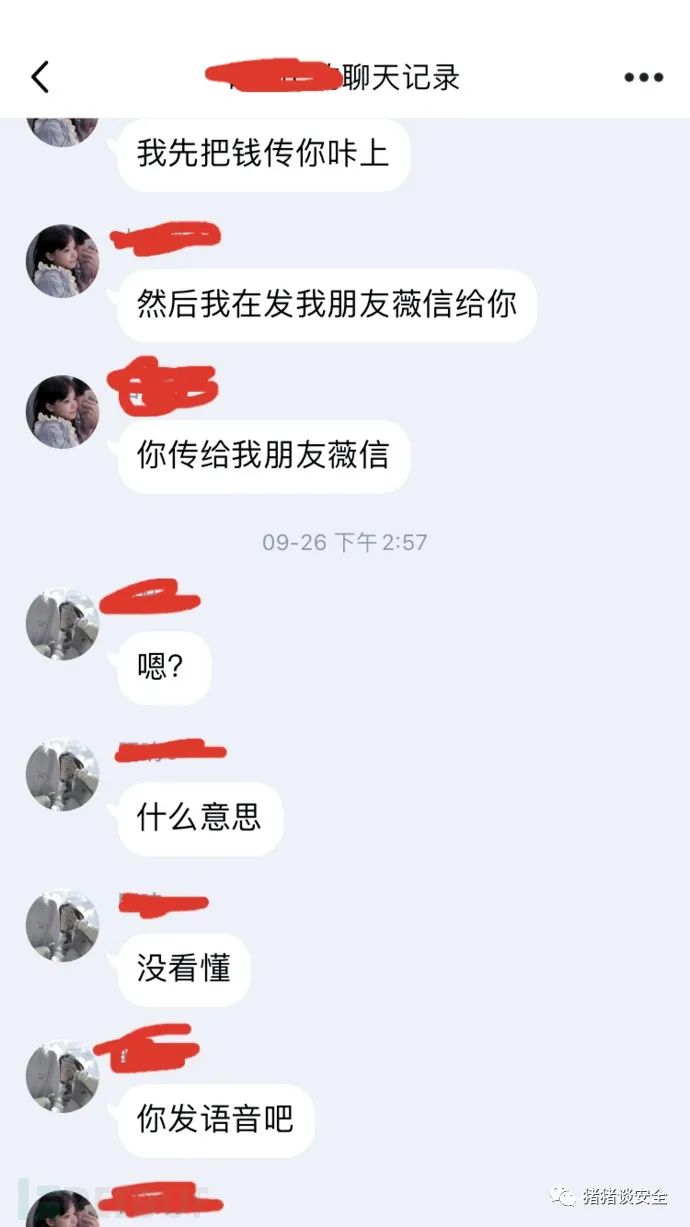 聊天记录
我先把钱传你咔上
然后我在发我朋友薇信给你
你传给我朋友薇信
09-26 下午2:57
嗯?
什么意思
没看懂
你发语音吧
猪猪谈安全